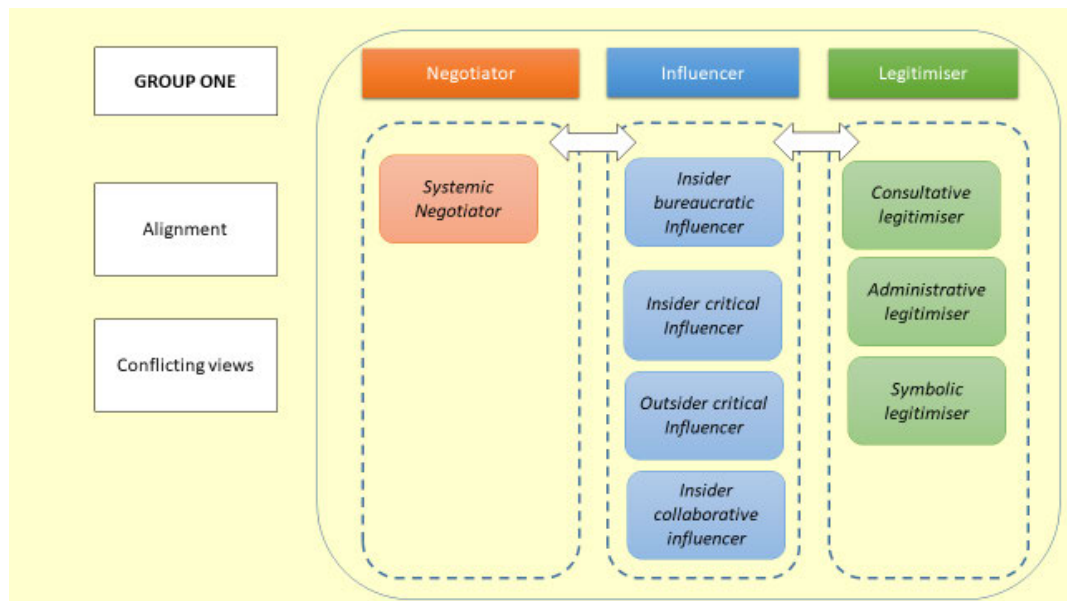 GROUP ONE
Negotiator
Influencer
Legitimiser
Alignment
Conflicting views
Systemic
Negotiator
Insider
bureaucratic
Influencer
Insider critical
Influencer
Outsider critical
Influencer
Insider
collaborative
influencer
Consultative
legitimiser
Administrative
legitimiser
Symbolic
legitimiser